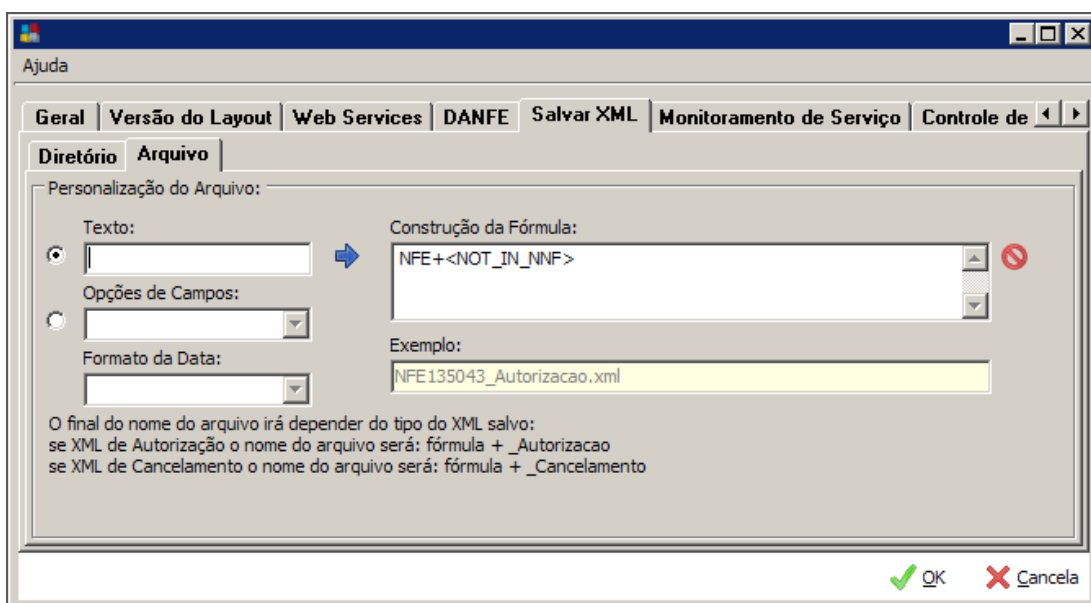 Ajuda
Geral Versão do Layout Web Services DANFE Salvar XML Monitoramento de Serviço Controle de
Diretório Arquivo
Personalização do Arquivo:
Texto: Construção da Fórmula:
NFE+<NOT_IN_NNF>
Opções de Campos:
Formato da Data: Exemplo:
NFE135043_Autorizacao.xml
O final do nome do arquivo irá depender do tipo do XML salvo:
se XML de Autorização o nome do arquivo será: fórmula + _Autorizacao
se XML de Cancelamento o nome do arquivo será: fórmula + _Cancelamento
OK Cancela